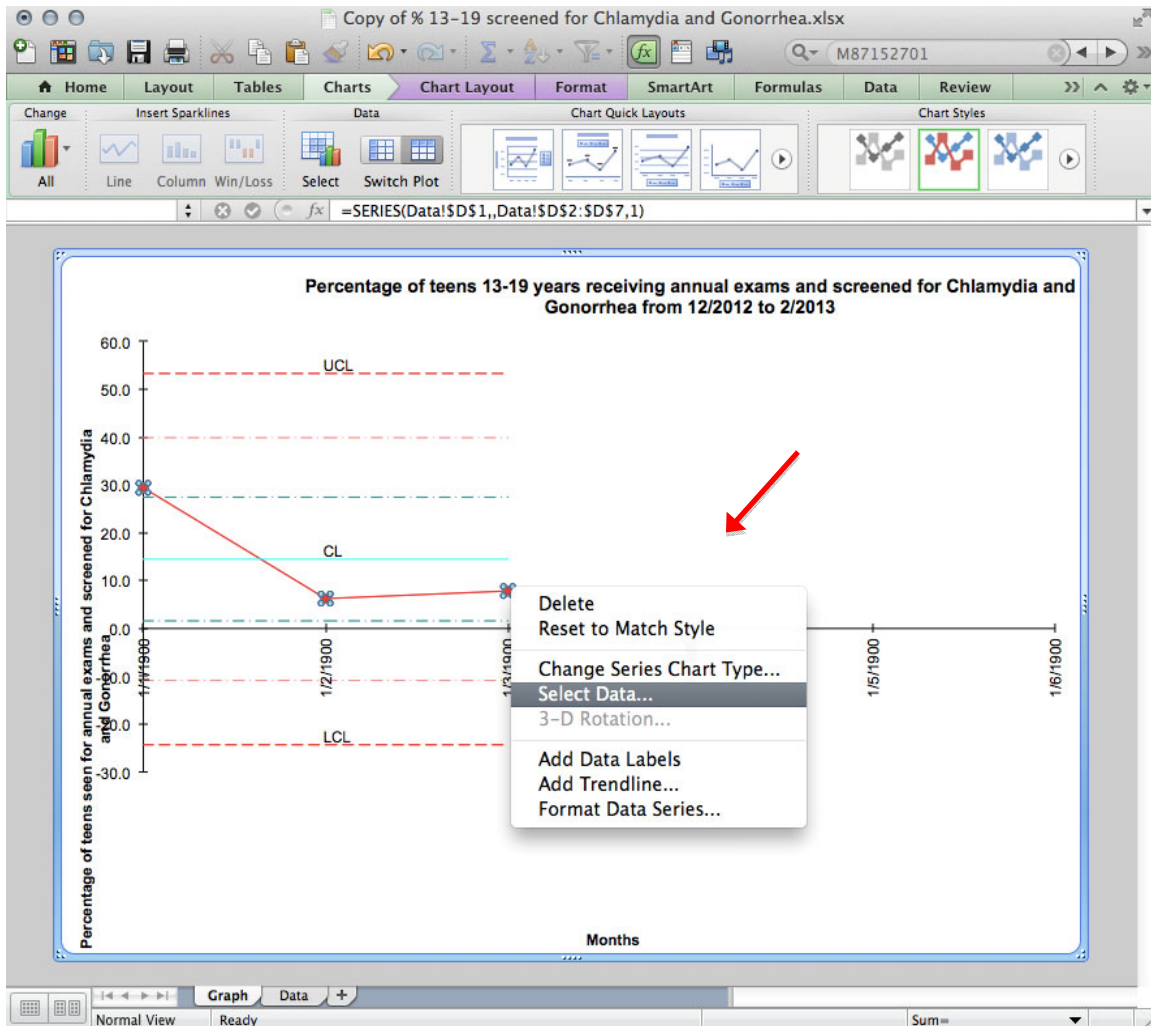 Copy of % 13-19 screened for Chlamydia and Gonorrhea.xlsx
M87152701
Home Layout Tables Charts Chart Layout Format SmartArt Formulas Data Review
Change Insert Sparklines Data Chart Quick Layouts Chart Styles
All Line Column Win/Loss Select Switch Plot
fx =SERIES(Data!$D$1,,Data!$D$2:$D$7,1)
Percentage of teens 13-19 years receiving annual exams and screened for Chlamydia and
Gonorrhea from 12/2012 to 2/2013
60.0
UCL
50.0
40.0
30.0
20.0
CL
10.0
0.0
-20.0
LCL
-30.0
Percentage of teens seen for annual exams and screened for Chlamydia
and Gonorrhea
1/1/1900
1/2/1900
1/3/1900
1/5/1900
1/6/1900
Delete
Reset to Match Style
Change Series Chart Type...
Select Data...
3-D Rotation...
Add Data Labels
Add Trendline...
Format Data Series...
Months
Graph Data
Normal View Ready Sum=